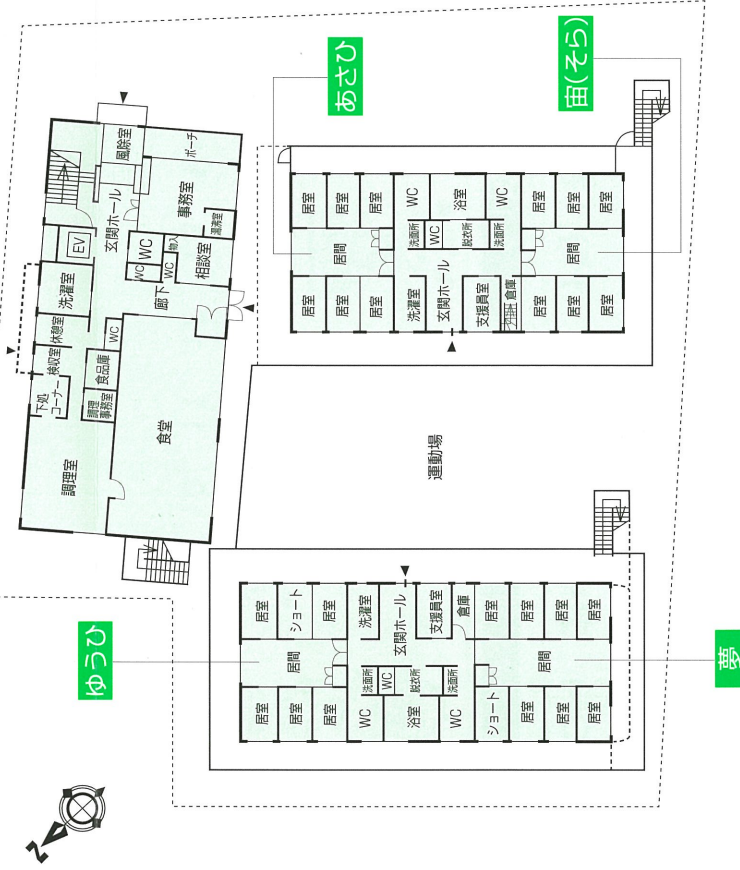 N
調理室
下処
コーナー
検収室
休憩室
洗濯室
EV
調理
事務室
食品庫
WC
食堂
廊下
WC
WC
WC
物入
相談室
玄関ホール
風除室
事務室
湯沸室
ポーチ
ゆうひ
居室
居室
居室
居間
居室
ショート
居室
WC
浴室
WC
洗面所
WC
脱衣所
洗面所
洗濯室
玄関ホール
支援員室
倉庫
ショート
居室
居室
居室
居間
居室
居室
居室
居室
夢
運動場
あさひ
居室
居室
居室
居間
居室
居室
居室
洗濯室
玄関ホール
支援員室
倉庫
洗面所
WC
脱衣所
洗面所
WC
浴室
WC
居室
居室
居室
居間
居室
居室
居室
宙(そら)